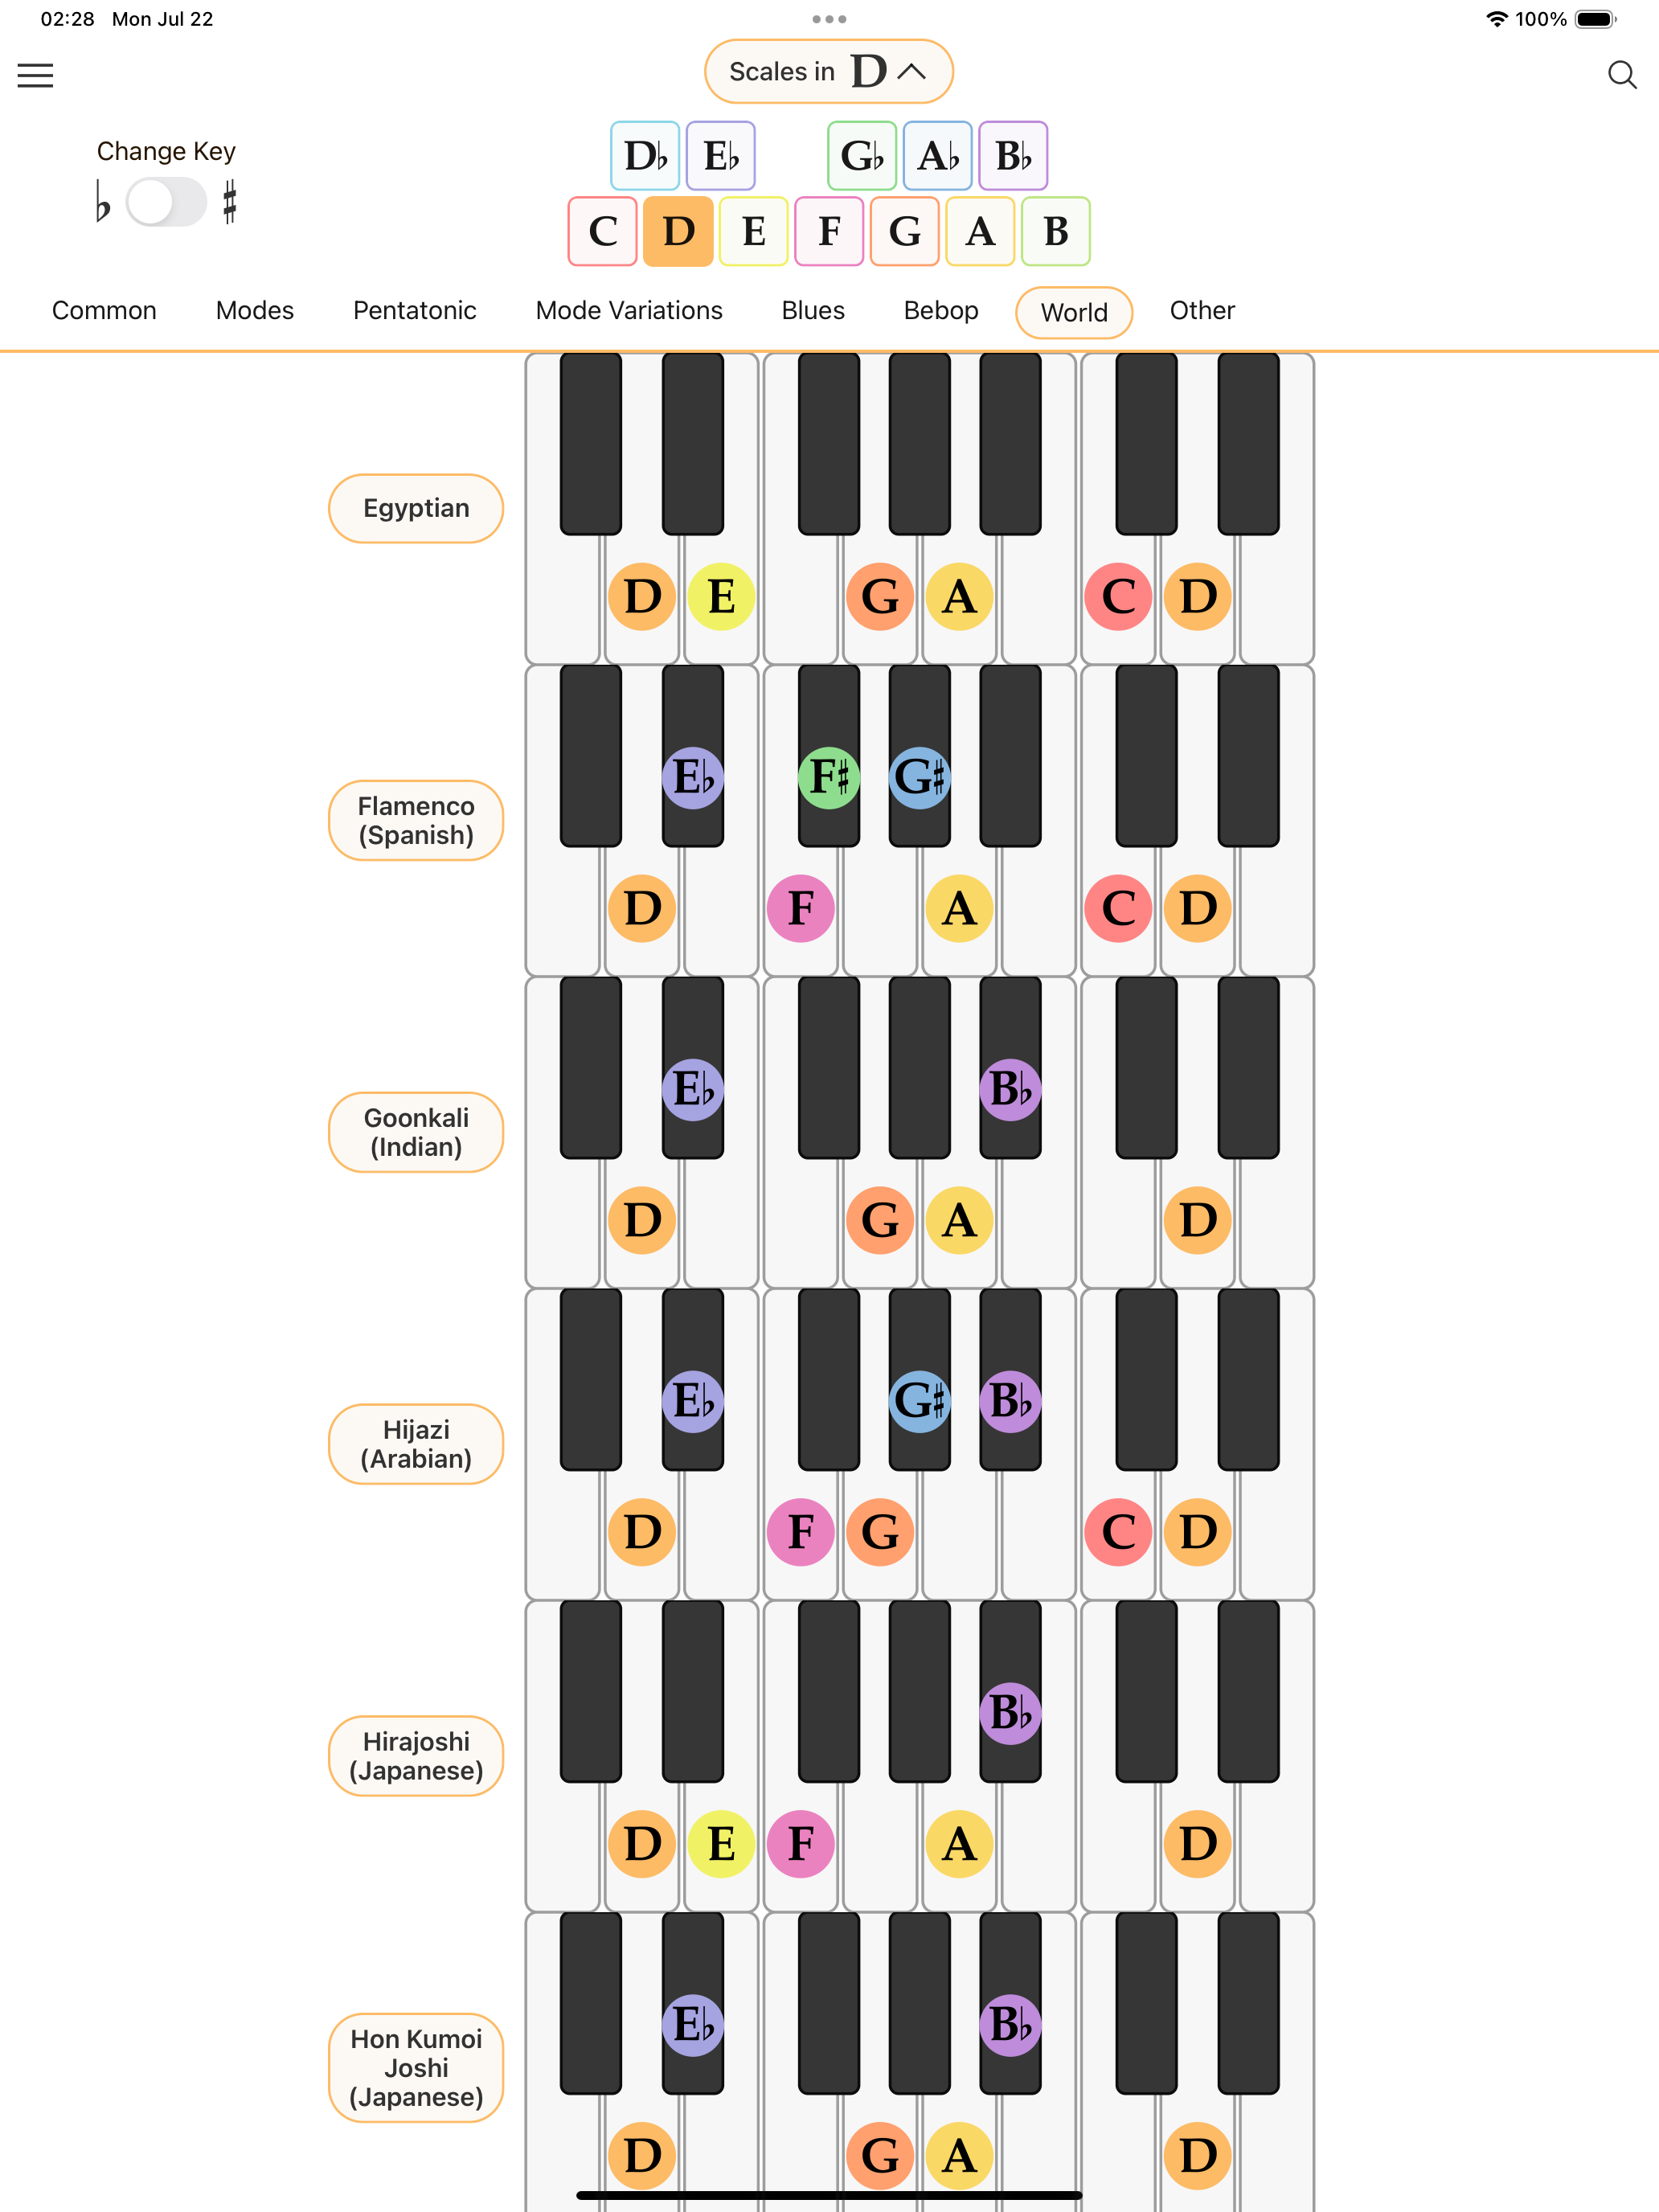 02:28 Mon Jul 22
100%
Scales in D
Change Key
♭ ♯
D♭ E♭ G♭ A♭ B♭
C D E F G A B
Common Modes Pentatonic Mode Variations Blues Bebop World Other
Egyptian
D E G A C D
Flamenco
(Spanish)
E♭ F♯ G♯
D F A C D
Goonkali
(Indian)
E♭ B♭
D G A D
Hijazi
(Arabian)
E♭ G♯ B♭
D F G C D
Hirajoshi
(Japanese)
B♭
D E F A D
Hon Kumoi
Joshi
(Japanese)
E♭ B♭
D G A D